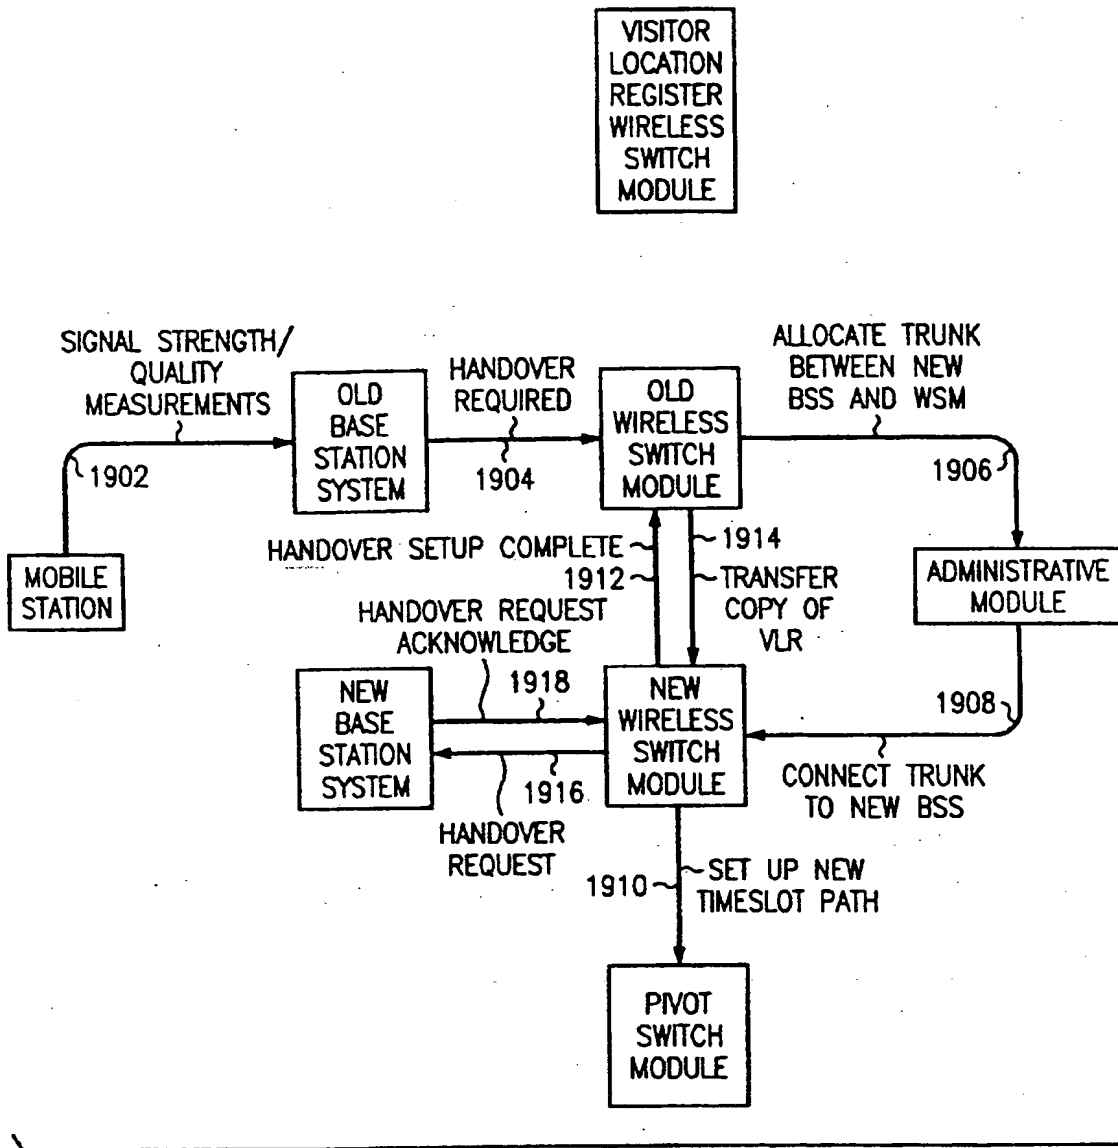 VISITOR
LOCATION
REGISTER
WIRELESS
SWITCH
MODULE
SIGNAL STRENGTH/
QUALITY
MEASUREMENTS
1902
OLD
BASE
STATION
SYSTEM
HANDOVER
REQUIRED
1904
OLD
WIRELESS
SWITCH
MODULE
ALLOCATE TRUNK
BETWEEN NEW
BSS AND WSM
1906
MOBILE
STATION
HANDOVER SETUP COMPLETE
1912
1914
TRANSFER
COPY OF
VLR
ADMINISTRATIVE
MODULE
HANDOVER REQUEST
ACKNOWLEDGE
1918
NEW
BASE
STATION
SYSTEM
NEW
WIRELESS
SWITCH
MODULE
1908
1916
HANDOVER
REQUEST
CONNECT TRUNK
TO NEW BSS
1910
SET UP NEW
TIMESLOT PATH
PIVOT
SWITCH
MODULE